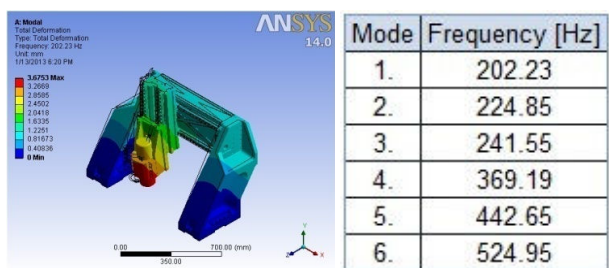 A: Modal
Total Deformation
Type: Total Deformation
Frequency: 202.23 Hz
Unit: mm
1/13/2013 6:20 PM
3.6753 Max
3.2669
2.8585
2.4502
2.0418
1.6335
1.2251
0.81673
0.40836
0 Min
ANSYS
14.0
0.00
700.00 (mm)
350.00
Y
Z
X
Mode Frequency [Hz]
1. 202.23
2. 224.85
3. 241.55
4. 369.19
5. 442.65
6. 524.95